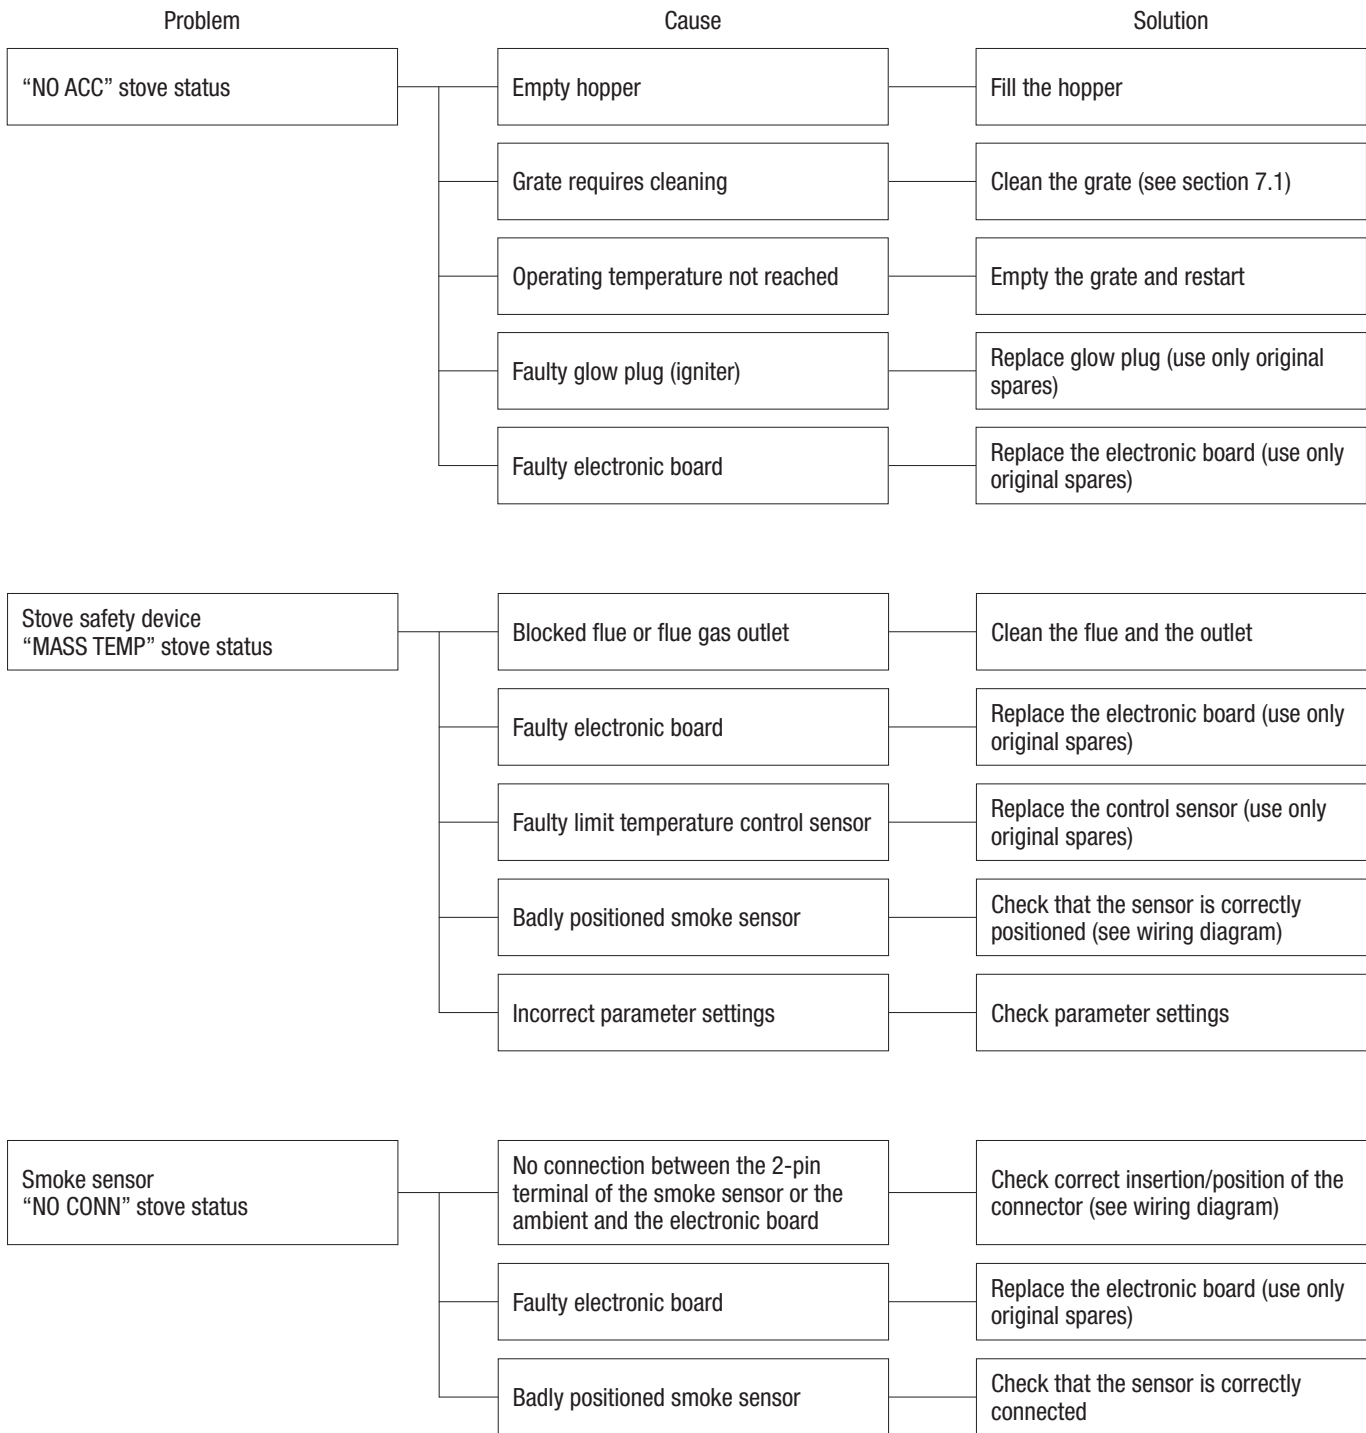 Problem
Cause
Solution
“NO ACC” stove status
Empty hopper
Fill the hopper
Grate requires cleaning
Clean the grate (see section 7.1)
Operating temperature not reached
Empty the grate and restart
Faulty glow plug (igniter)
Replace glow plug (use only original
spares)
Faulty electronic board
Replace the electronic board (use only
original spares)
Stove safety device
“MASS TEMP” stove status
Blocked flue or flue gas outlet
Clean the flue and the outlet
Faulty electronic board
Replace the electronic board (use only
original spares)
Faulty limit temperature control sensor
Replace the control sensor (use only
original spares)
Badly positioned smoke sensor
Check that the sensor is correctly
positioned (see wiring diagram)
Incorrect parameter settings
Check parameter settings
Smoke sensor
“NO CONN” stove status
No connection between the 2-pin
terminal of the smoke sensor or the
ambient and the electronic board
Check correct insertion/position of the
connector (see wiring diagram)
Faulty electronic board
Replace the electronic board (use only
original spares)
Badly positioned smoke sensor
Check that the sensor is correctly
connected